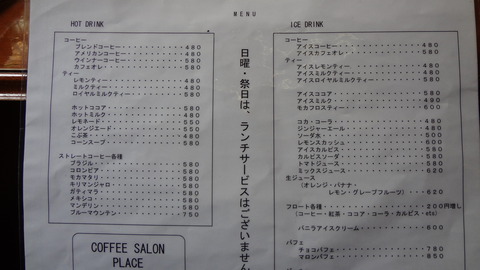 MENU
HOT DRINK
コーヒー
ブレンドコーヒー・・・・・・・・・・480
アメリカンコーヒー・・・・・・・・・480
ウインナーコーヒー・・・・・・・・・580
カフェオレ・・・・・・・・・・・・・580
ティー
レモンティー・・・・・・・・・・・・480
ミルクティー・・・・・・・・・・・・480
ロイヤルミルクティー・・・・・・・・580
ホットココア・・・・・・・・・・・・580
ホットミルク・・・・・・・・・・・・480
レモネード・・・・・・・・・・・・・550
オレンジエード・・・・・・・・・・・550
こぶ茶・・・・・・・・・・・・・・・480
コーンスープ・・・・・・・・・・・・580
ストレートコーヒー各種
ブラジル・・・・・・・・・・・・・・580
コロンビア・・・・・・・・・・・・・580
モカマタリ・・・・・・・・・・・・・580
キリマンジャロ・・・・・・・・・・・580
ガティマラ・・・・・・・・・・・・・580
メキシコ・・・・・・・・・・・・・・580
マンデリン・・・・・・・・・・・・・580
ブルーマウンテン・・・・・・・・・・750
COFFEE SALON
PLACE
日曜・祭日は、ランチサービスはございません
ICE DRINK
コーヒー
アイスコーヒー・・・・・・・・・・・480
アイスカフェオレ・・・・・・・・・・580
ティー
アイスレモンティー・・・・・・・・・480
アイスミルクティー・・・・・・・・・480
アイスロイヤルミルクティー・・・・・580
アイスココア・・・・・・・・・・・・580
アイスミルク・・・・・・・・・・・・490
モカフロスティー・・・・・・・・・・600
コカ・コーラ・・・・・・・・・・・・480
ジンジャーエール・・・・・・・・・・480
ソーダ水・・・・・・・・・・・・・・500
レモンスカッシュ・・・・・・・・・・600
アイスカルピス・・・・・・・・・・・580
カルピスソーダ・・・・・・・・・・・580
トマトジュース・・・・・・・・・・・580
ミックスジュース・・・・・・・・・・620
生ジュース
(オレンジ・バナナ・
レモン・グレープフルーツ)・・・620
フロート各種・・・・・・・・200円増し
(コーヒー・紅茶・ココア・コーラ・カルピス・ets)
バニラアイスクリーム・・・・・・・・600
パフェ
チョコパフェ・・・・・・・・・・・・780
マロンパフェ・・・・・・・・・・・・850